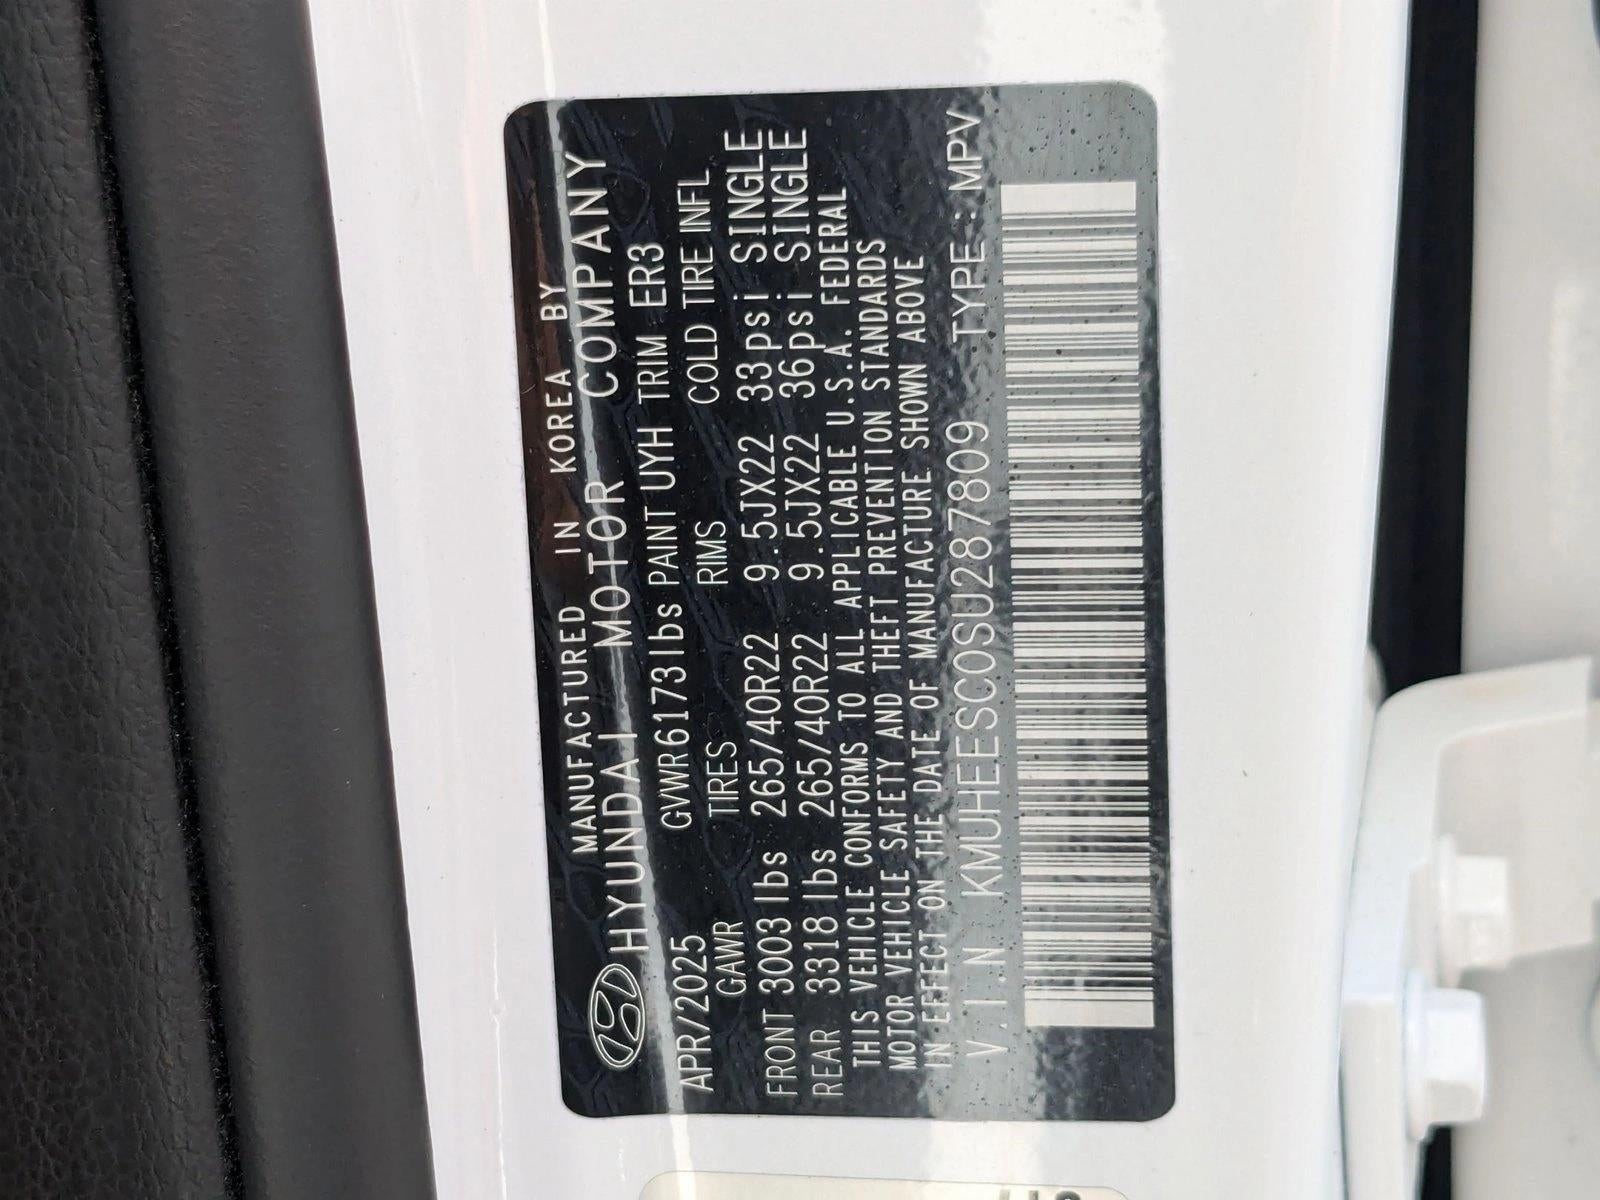 MANUFACTURED IN KOREA BY
HYUNDAI MOTOR COMPANY
APR/2025 GVWR6173lbs PAINT UYH TRIM ER3
GAWR TIRES RIMS COLD TIRE INFL
FRONT 3003 lbs 265/40R22 9.5JX22 33psi SINGLE
REAR 3318 lbs 265/40R22 9.5JX22 36psi SINGLE
THIS VEHICLE CONFORMS TO ALL APPLICABLE U.S.A. FEDERAL
MOTOR VEHICLE SAFETY AND THEFT PREVENTION STANDARDS
IN EFFECT ON THE DATE OF MANUFACTURE SHOWN ABOVE
V.I.N KMUHEESC0SU287809 TYPE:MPV